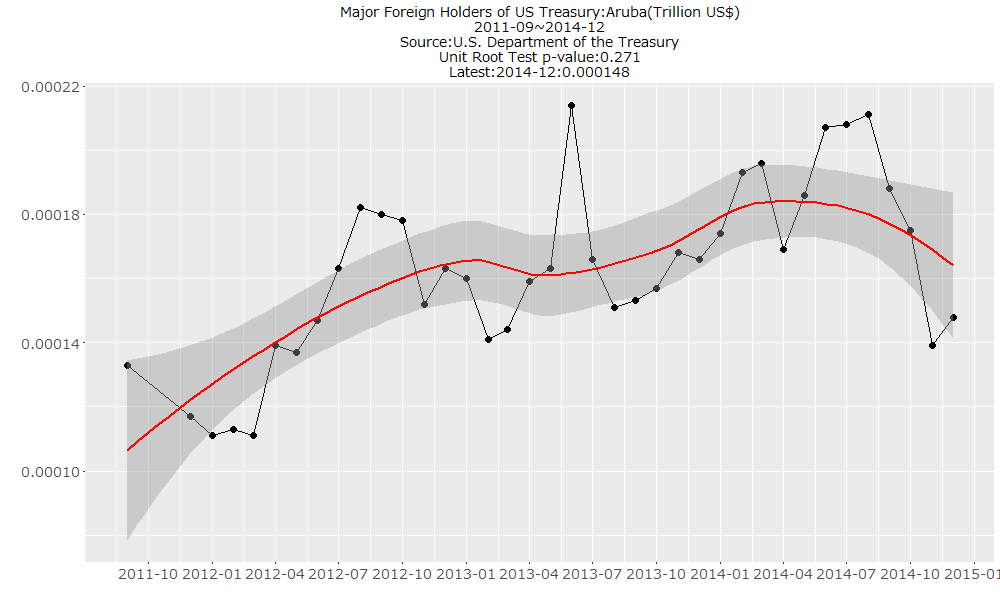 Major Foreign Holders of US Treasury:Aruba(Trillion US$)
2011-09~2014-12
Source:U.S. Department of the Treasury
Unit Root Test p-value:0.271
Latest:2014-12:0.000148
0.00022
0.00018
0.00014
0.00010
2011-10 2012-01 2012-04 2012-07 2012-10 2013-01 2013-04 2013-07 2013-10 2014-01 2014-04 2014-07 2014-10 2015-01